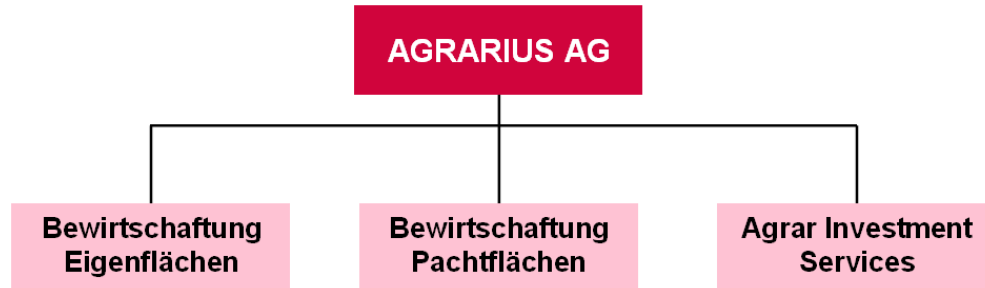 AGRARIUS AG
Bewirtschaftung
Eigenflächen
Bewirtschaftung
Pachtflächen
Agrar Investment
Services